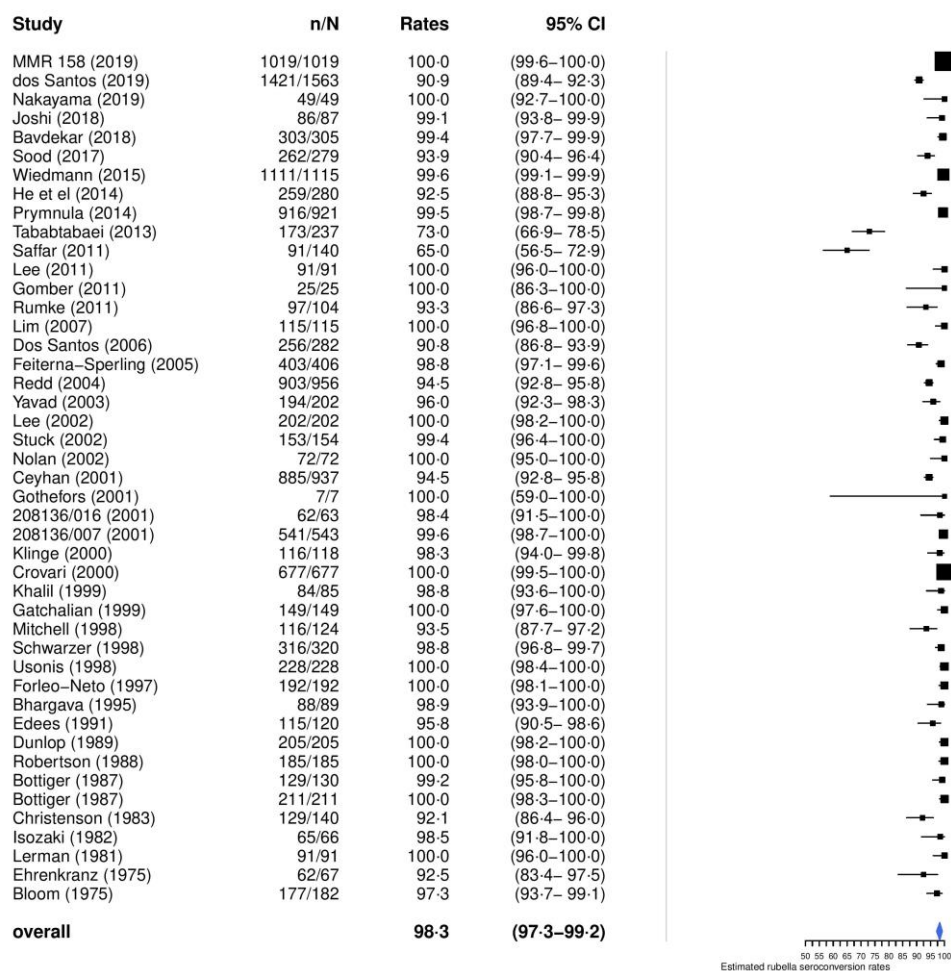 Study n/N Rates 95% CI
MMR 158 (2019) 1019/1019 100·0 (99·6–100·0)
dos Santos (2019) 1421/1563 90·9 (89·4– 92·3)
Nakayama (2019) 49/49 100·0 (92·7–100·0)
Joshi (2018) 86/87 99·1 (93·8– 99·9)
Bavdekar (2018) 303/305 99·4 (97·7– 99·9)
Sood (2017) 262/279 93·9 (90·4– 96·4)
Wiedmann (2015) 1111/1115 99·6 (99·1– 99·9)
He et el (2014) 259/280 92·5 (88·8– 95·3)
Prymnula (2014) 916/921 99·5 (98·7– 99·8)
Tababtabaei (2013) 173/237 73·0 (66·9– 78·5)
Saffar (2011) 91/140 65·0 (56·5– 72·9)
Lee (2011) 91/91 100·0 (96·0–100·0)
Gomber (2011) 25/25 100·0 (86·3–100·0)
Rumke (2011) 97/104 93·3 (86·6– 97·3)
Lim (2007) 115/115 100·0 (96·8–100·0)
Dos Santos (2006) 256/282 90·8 (86·8– 93·9)
Feiterna–Sperling (2005) 403/406 98·8 (97·1– 99·6)
Redd (2004) 903/956 94·5 (92·8– 95·8)
Yavad (2003) 194/202 96·0 (92·3– 98·3)
Lee (2002) 202/202 100·0 (98·2–100·0)
Stuck (2002) 153/154 99·4 (96·4–100·0)
Nolan (2002) 72/72 100·0 (95·0–100·0)
Ceyhan (2001) 885/937 94·5 (92·8– 95·8)
Gothefors (2001) 7/7 100·0 (59·0–100·0)
208136/016 (2001) 62/63 98·4 (91·5–100·0)
208136/007 (2001) 541/543 99·6 (98·7–100·0)
Klinge (2000) 116/118 98·3 (94·0– 99·8)
Crovari (2000) 677/677 100·0 (99·5–100·0)
Khalil (1999) 84/85 98·8 (93·6–100·0)
Gatchalian (1999) 149/149 100·0 (97·6–100·0)
Mitchell (1998) 116/124 93·5 (87·7– 97·2)
Schwarzer (1998) 316/320 98·8 (96·8– 99·7)
Usonis (1998) 228/228 100·0 (98·4–100·0)
Forleo–Neto (1997) 192/192 100·0 (98·1–100·0)
Bhargava (1995) 88/89 98·9 (93·9–100·0)
Edees (1991) 115/120 95·8 (90·5– 98·6)
Dunlop (1989) 205/205 100·0 (98·2–100·0)
Robertson (1988) 185/185 100·0 (98·0–100·0)
Bottiger (1987) 129/130 99·2 (95·8–100·0)
Bottiger (1987) 211/211 100·0 (98·3–100·0)
Christenson (1983) 129/140 92·1 (86·4– 96·0)
Isozaki (1982) 65/66 98·5 (91·8–100·0)
Lerman (1981) 91/91 100·0 (96·0–100·0)
Ehrenkranz (1975) 62/67 92·5 (83·4– 97·5)
Bloom (1975) 177/182 97·3 (93·7– 99·1)
overall 98·3 (97·3–99·2)
50 55 60 65 70 75 80 85 90 95 100
Estimated rubella seroconversion rates